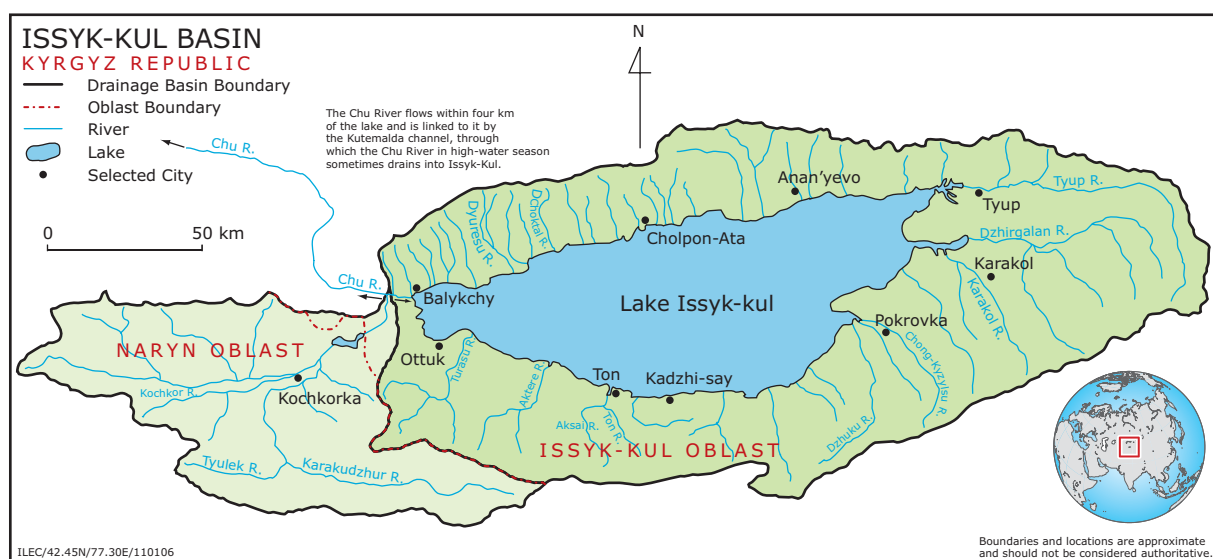 ISSYK-KUL BASIN
KYRGYZ REPUBLIC
Drainage Basin Boundary
Oblast Boundary
River
Lake
Selected City
0 50 km
N
The Chu River flows within four km
of the lake and is linked to it by
the Kutemalda channel, through
which the Chu River in high-water season
sometimes drains into Issyk-Kul.
Chu R.
Chu R.
Dyuresu R.
Dchoktal R.
Anan'yevo
Cholpon-Ata
Tyup R.
Tyup
Dzhirgalan R.
Karakol
Karakol R.
Balykchy
Lake Issyk-kul
Pokrovka
Chong-Kyzylsu R.
NARYN OBLAST
Ottuk
Turasu R.
Aktere R.
Ton
Kadzhi-say
Kochkor R.
Kochkorka
Aksai R.
Ton R.
Dzhuku R.
ISSYK-KUL OBLAST
Tyulek R.
Karakudzhur R.
ILEC/42.45N/77.30E/110106
Boundaries and locations are approximate
and should not be considered authoritative.